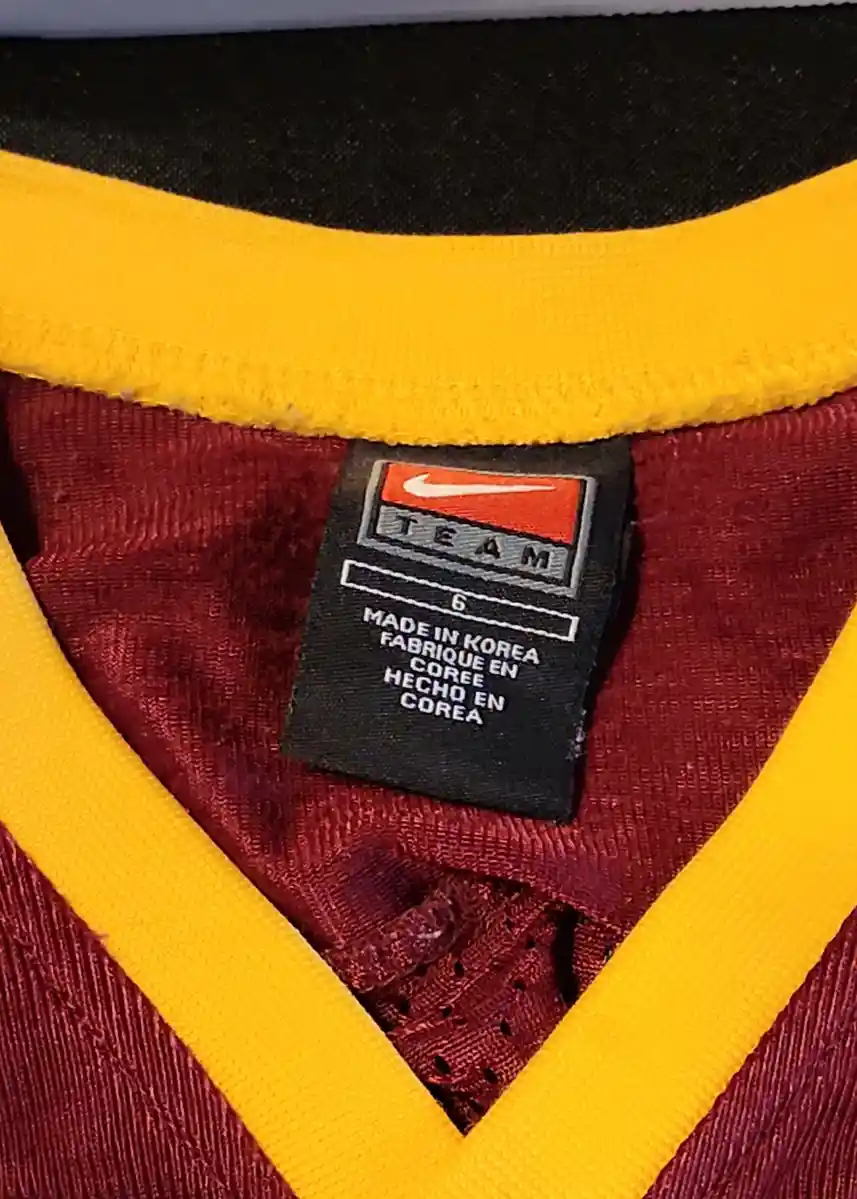 TEAM
6
MADE IN KOREA
FABRIQUE EN
COREE
HECHO EN
COREA